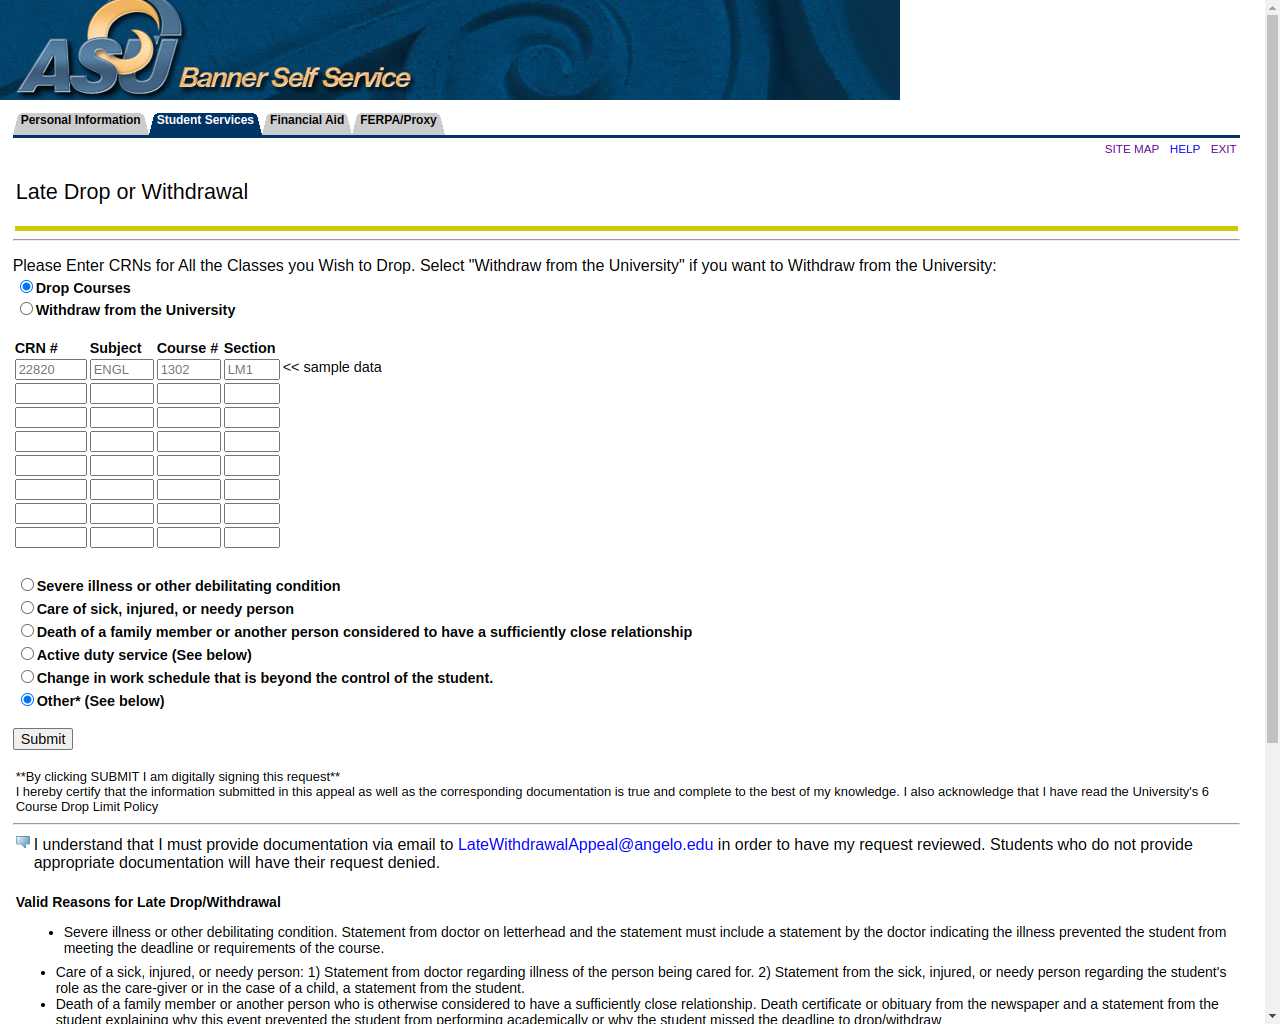 ASU Banner Self Service
Personal Information Student Services Financial Aid FERPA/Proxy
SITE MAP HELP EXIT
Late Drop or Withdrawal
Please Enter CRNs for All the Classes you Wish to Drop. Select "Withdraw from the University" if you want to Withdraw from the University:
Drop Courses
Withdraw from the University
CRN # Subject Course # Section
22820 ENGL 1302 LM1 << sample data
Severe illness or other debilitating condition
Care of sick, injured, or needy person
Death of a family member or another person considered to have a sufficiently close relationship
Active duty service (See below)
Change in work schedule that is beyond the control of the student.
Other* (See below)
Submit
**By clicking SUBMIT I am digitally signing this request**
I hereby certify that the information submitted in this appeal as well as the corresponding documentation is true and complete to the best of my knowledge. I also acknowledge that I have read the University's 6
Course Drop Limit Policy
I understand that I must provide documentation via email to LateWithdrawalAppeal@angelo.edu in order to have my request reviewed. Students who do not provide
appropriate documentation will have their request denied.
Valid Reasons for Late Drop/Withdrawal
• Severe illness or other debilitating condition. Statement from doctor on letterhead and the statement must include a statement by the doctor indicating the illness prevented the student from
meeting the deadline or requirements of the course.
• Care of a sick, injured, or needy person: 1) Statement from doctor regarding illness of the person being cared for. 2) Statement from the sick, injured, or needy person regarding the student's
role as the care-giver or in the case of a child, a statement from the student.
• Death of a family member or another person who is otherwise considered to have a sufficiently close relationship. Death certificate or obituary from the newspaper and a statement from the
student explaining why this event prevented the student from performing academically or why the student missed the deadline to drop/withdraw